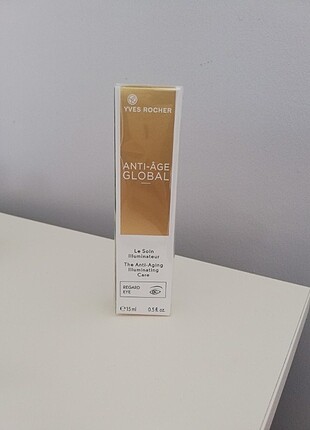 YVES ROCHER
ANTI-ÂGE
GLOBAL
Le Soin
Illuminateur
The Anti-Aging
Illuminating
Care
REGARD
EYE
℮ 15 ml 0.5 fl. oz.